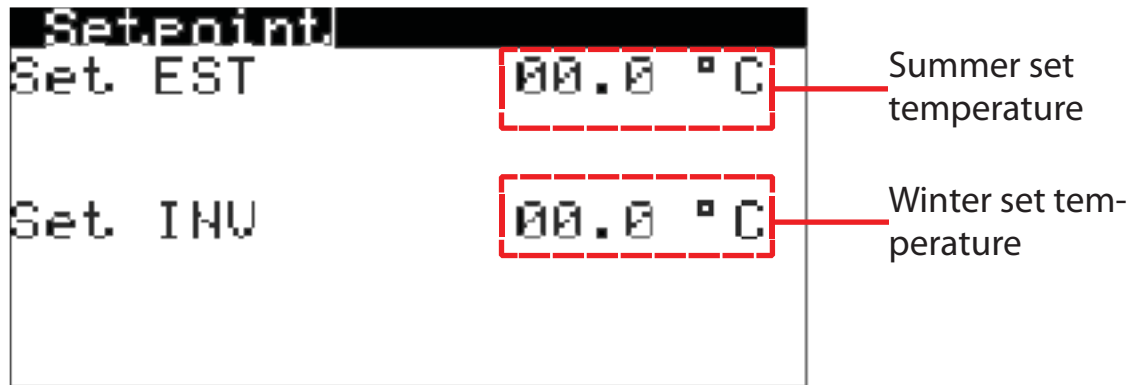 Setpoint
Set EST 00.0 °C
Summer set
temperature
Set INV 00.0 °C
Winter set tem-
perature